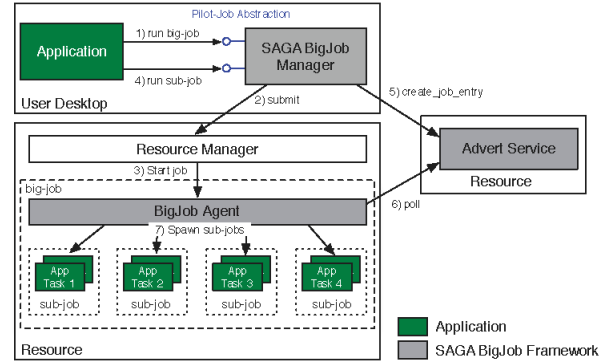 Pilot-Job Abstraction
1) run big-job
Application
SAGA BigJob
Manager
4) run sub-job
User Desktop
2) submit
5) create_job_entry
Resource Manager
Advert Service
3) Start job
Resource
big-job
BigJob Agent
6) poll
7) Spawn sub-jobs
App
Task 1
App
Task 2
App
Task 3
App
Task 4
sub-job
sub-job
sub-job
sub-job
Application
Resource
SAGA BigJob Framework